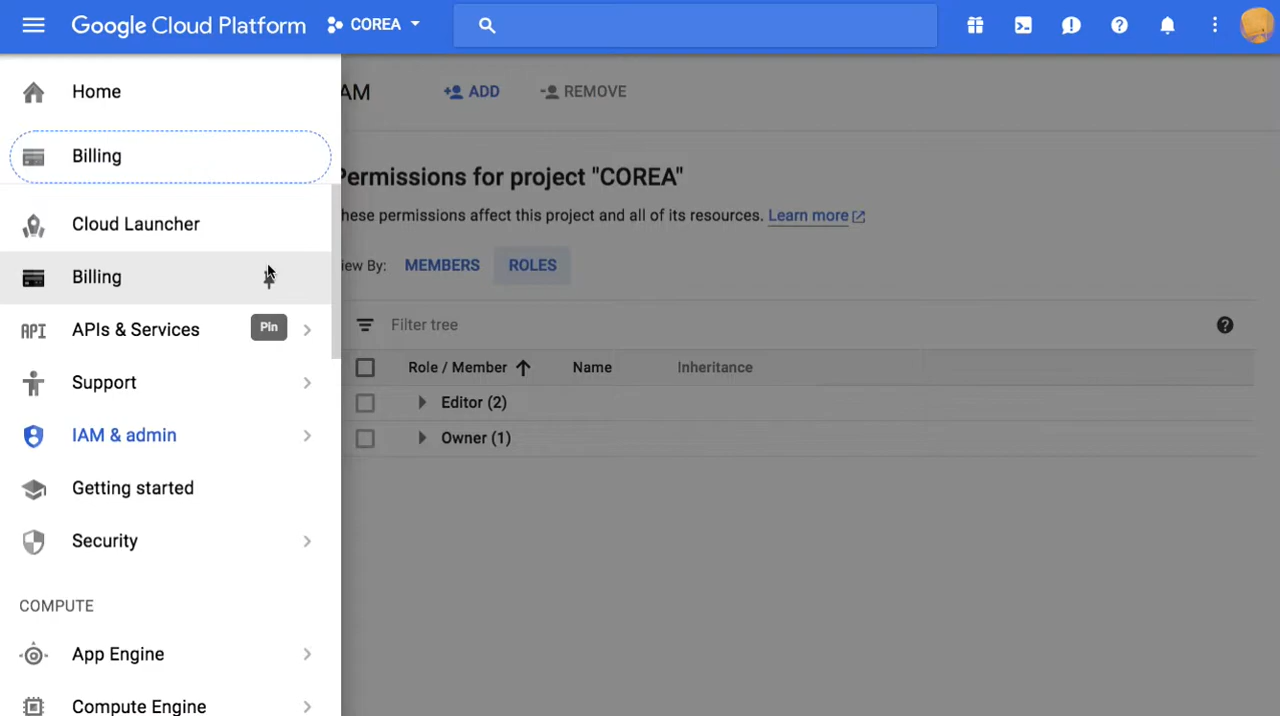 Google Cloud Platform COREA
Home
Billing
Cloud Launcher
Billing
API APIs & Services Pin
Support
IAM & admin
Getting started
Security
COMPUTE
App Engine
Compute Engine
AM ADD REMOVE
Permissions for project "COREA"
hese permissions affect this project and all of its resources. Learn more
iew By: MEMBERS ROLES
Filter tree
Role / Member Name Inheritance
Editor (2)
Owner (1)